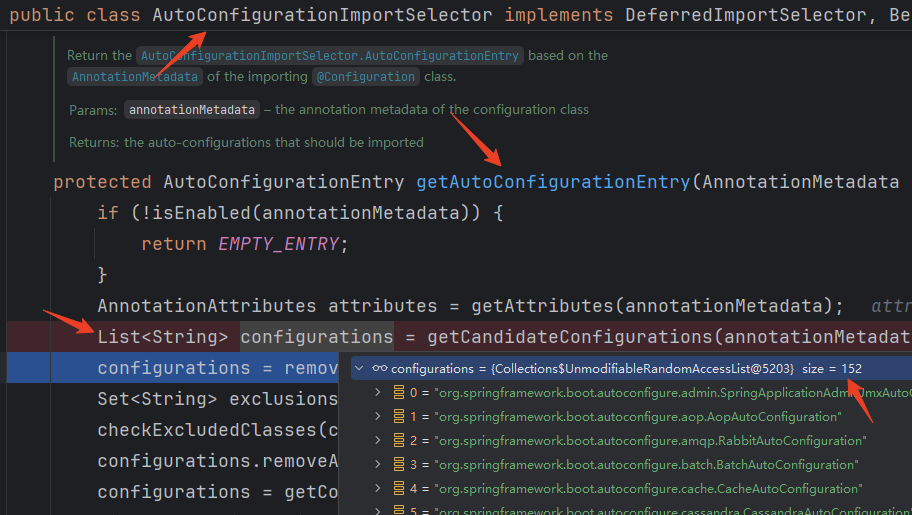 public class AutoConfigurationImportSelector implements DeferredImportSelector, Be
Return the AutoConfigurationImportSelector.AutoConfigurationEntry based on the
AnnotationMetadata of the importing @Configuration class.
Params: annotationMetadata – the annotation metadata of the configuration class
Returns: the auto-configurations that should be imported
protected AutoConfigurationEntry getAutoConfigurationEntry(AnnotationMetadata
if (!isEnabled(annotationMetadata)) {
return EMPTY_ENTRY;
}
AnnotationAttributes attributes = getAttributes(annotationMetadata); attr
List<String> configurations = getCandidateConfigurations(annotationMetadat
configurations = remov
configurations = {Collections$UnmodifiableRandomAccessList@5203} size = 152
0 = "org.springframework.boot.autoconfigure.admin.SpringApplicationAdminJmxAutoC
Set<String> exclusions
1 = "org.springframework.boot.autoconfigure.aop.AopAutoConfiguration"
checkExcludedClasses(c
2 = "org.springframework.boot.autoconfigure.amqp.RabbitAutoConfiguration"
configurations.removeA
3 = "org.springframework.boot.autoconfigure.batch.BatchAutoConfiguration"
configurations = getCo
4 = "org.springframework.boot.autoconfigure.cache.CacheAutoConfiguration"
5 = "org.springframework.boot.autoconfigure.cassandra.CassandraAutoConfiguration"